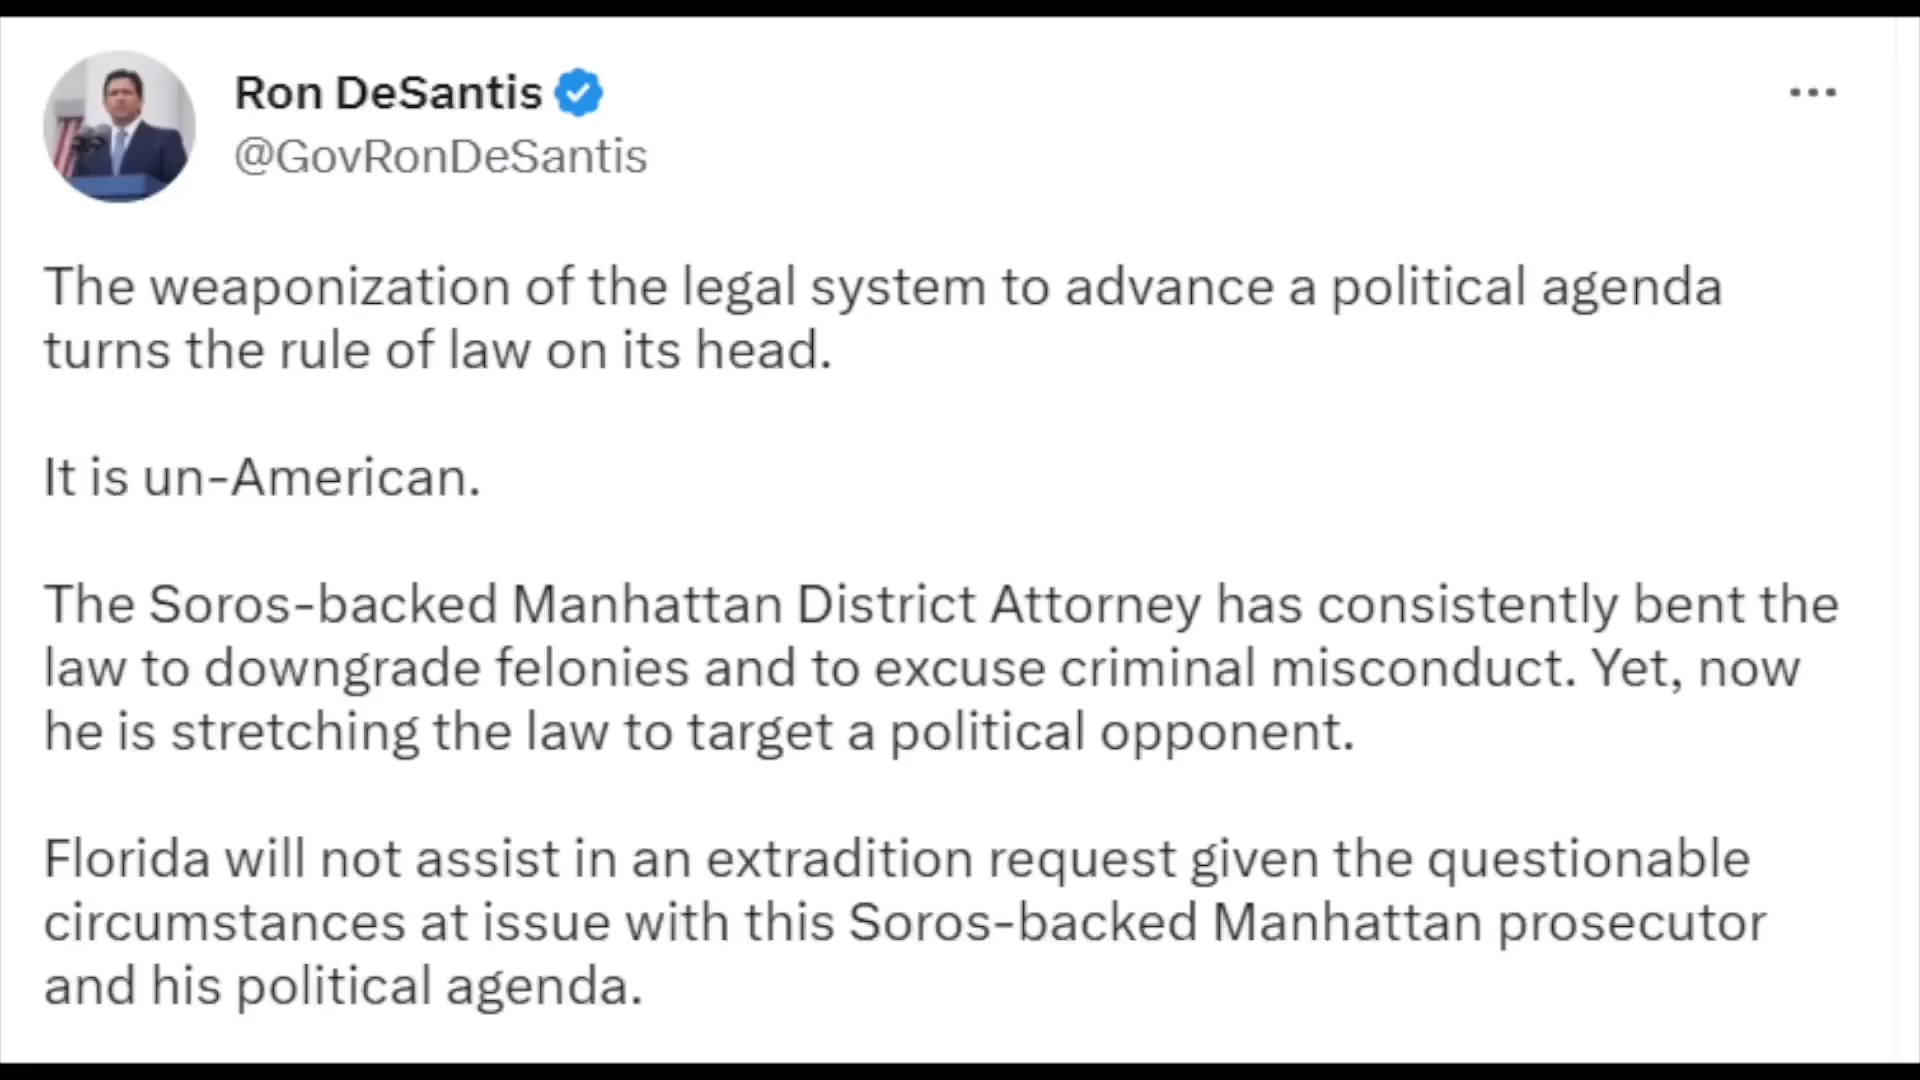 Ron DeSantis
@GovRonDeSantis
The weaponization of the legal system to advance a political agenda
turns the rule of law on its head.
It is un-American.
The Soros-backed Manhattan District Attorney has consistently bent the
law to downgrade felonies and to excuse criminal misconduct. Yet, now
he is stretching the law to target a political opponent.
Florida will not assist in an extradition request given the questionable
circumstances at issue with this Soros-backed Manhattan prosecutor
and his political agenda.